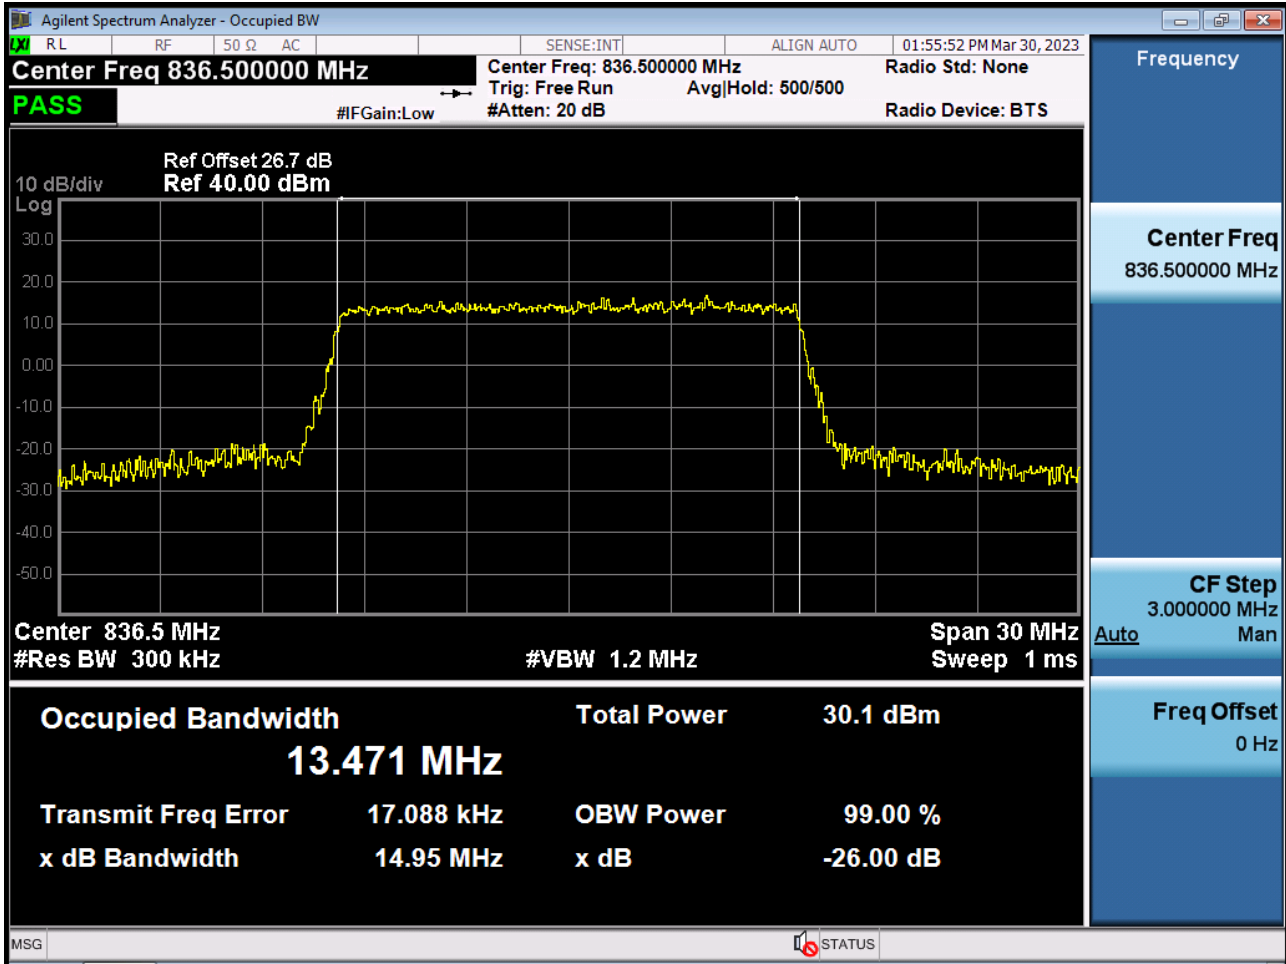 Agilent Spectrum Analyzer - Occupied BW
LXI RL RF 50 Ω AC SENSE:INT ALIGN AUTO 01:55:52 PM Mar 30, 2023
Center Freq 836.500000 MHz
Center Freq: 836.500000 MHz Radio Std: None
Trig: Free Run Avg|Hold: 500/500
PASS
#IFGain:Low #Atten: 20 dB Radio Device: BTS
Ref Offset 26.7 dB
10 dB/div Ref 40.00 dBm
Log
30.0
20.0
10.0
0.00
-10.0
-20.0
-30.0
-40.0
-50.0
Center 836.5 MHz Span 30 MHz
#Res BW 300 kHz #VBW 1.2 MHz Sweep 1 ms
Occupied Bandwidth Total Power 30.1 dBm
13.471 MHz
Transmit Freq Error 17.088 kHz OBW Power 99.00 %
x dB Bandwidth 14.95 MHz x dB -26.00 dB
Frequency
Center Freq
836.500000 MHz
CF Step
3.000000 MHz
Auto Man
Freq Offset
0 Hz
MSG STATUS